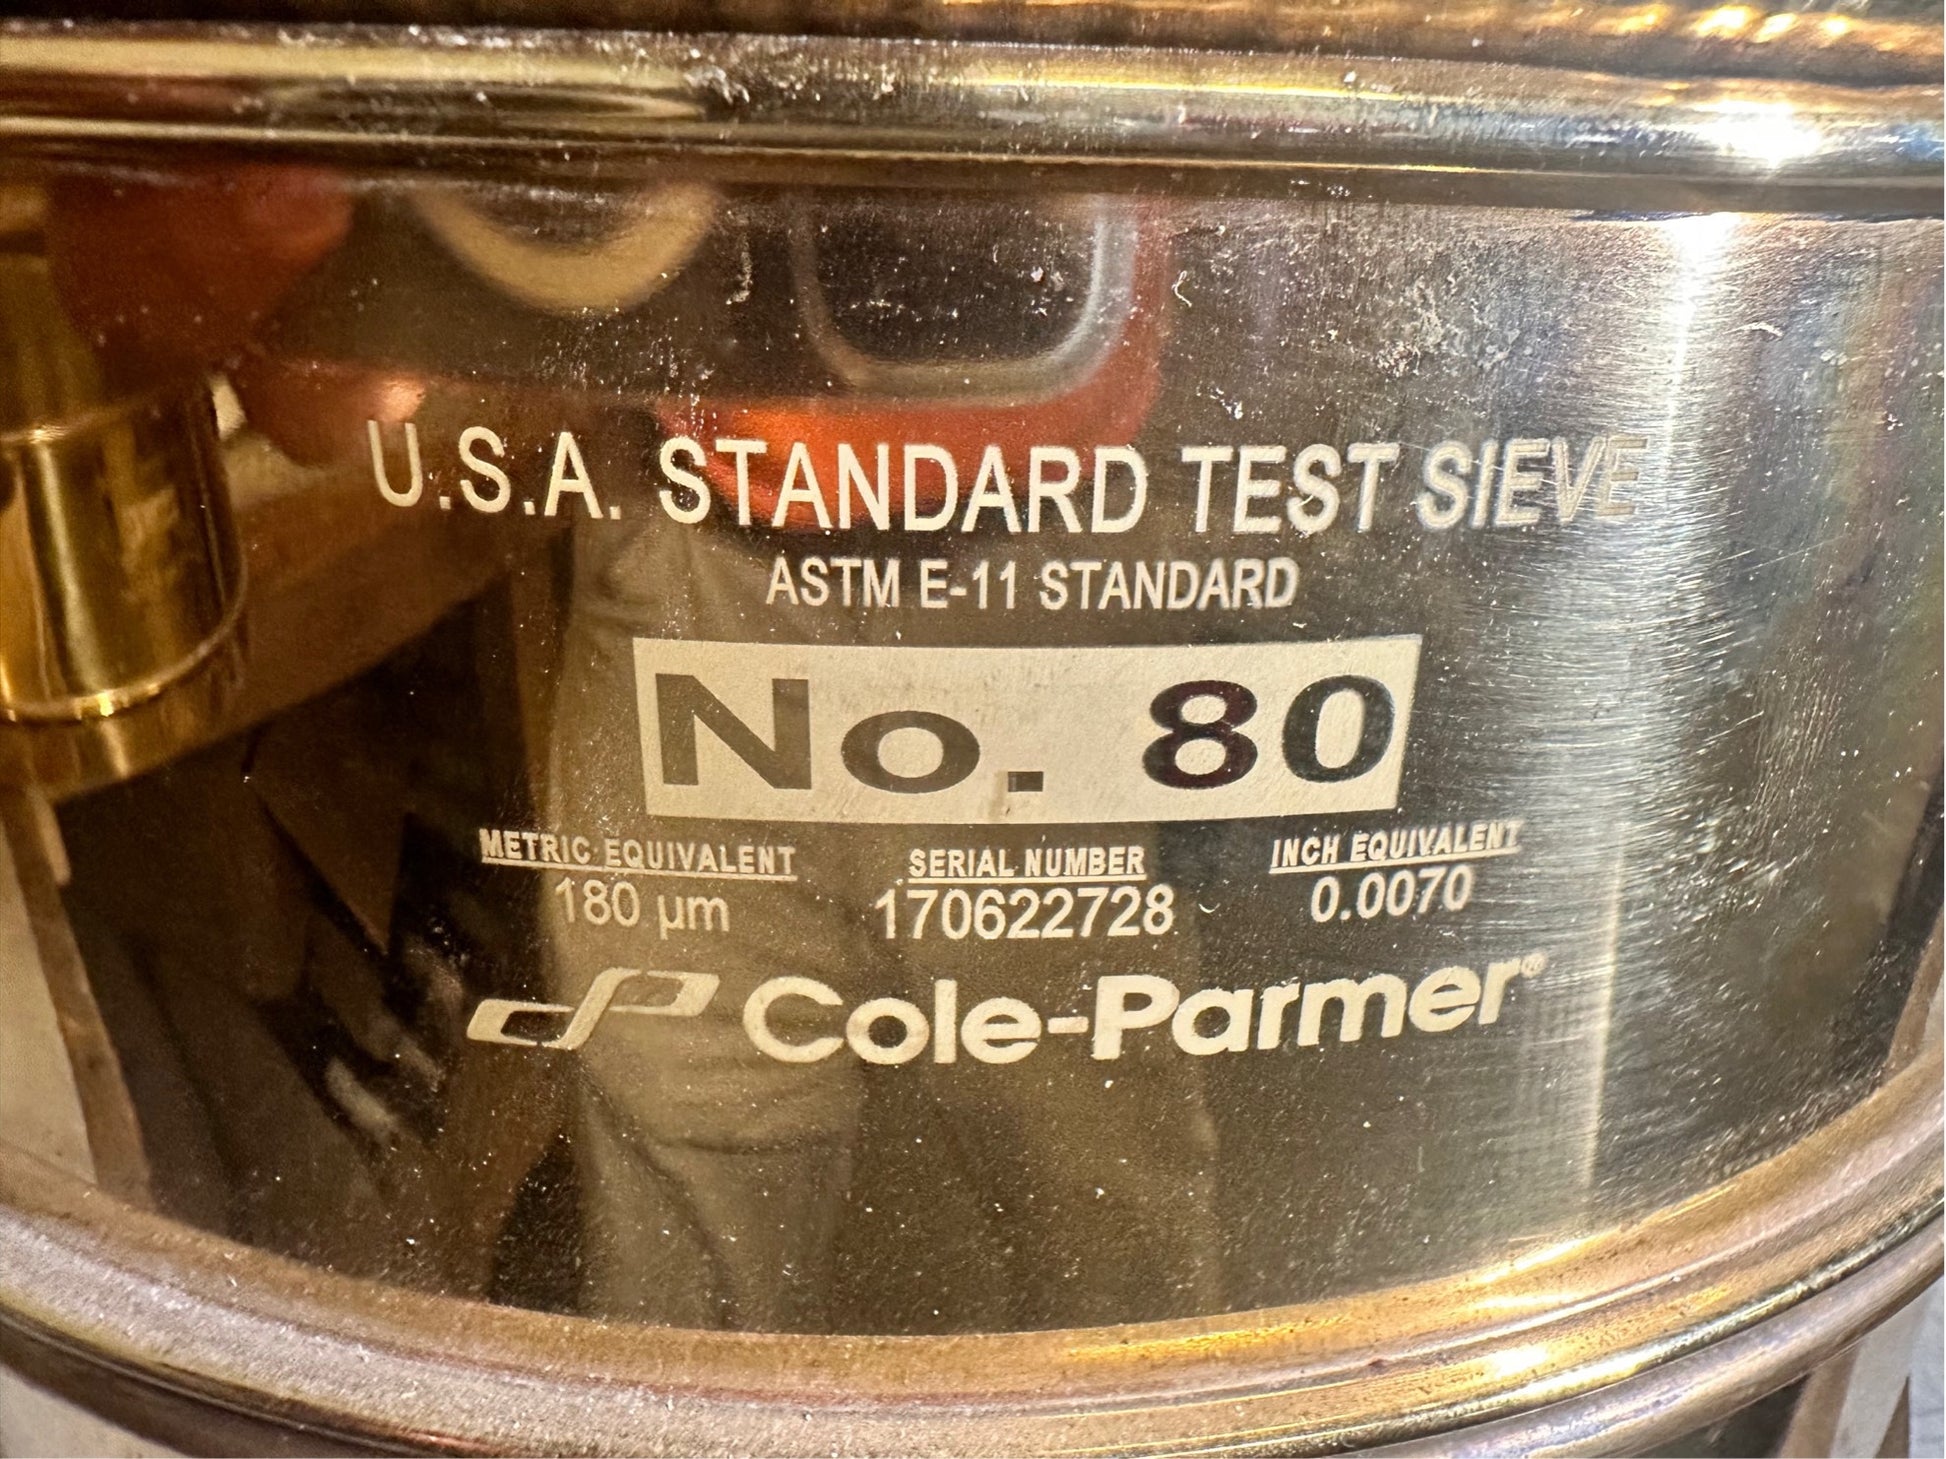 U.S.A. STANDARD TEST SIEVE
ASTM E-11 STANDARD
No. 80
METRIC EQUIVALENT SERIAL NUMBER INCH EQUIVALENT
180 µm 170622728 0.0070
Cole-Parmer®